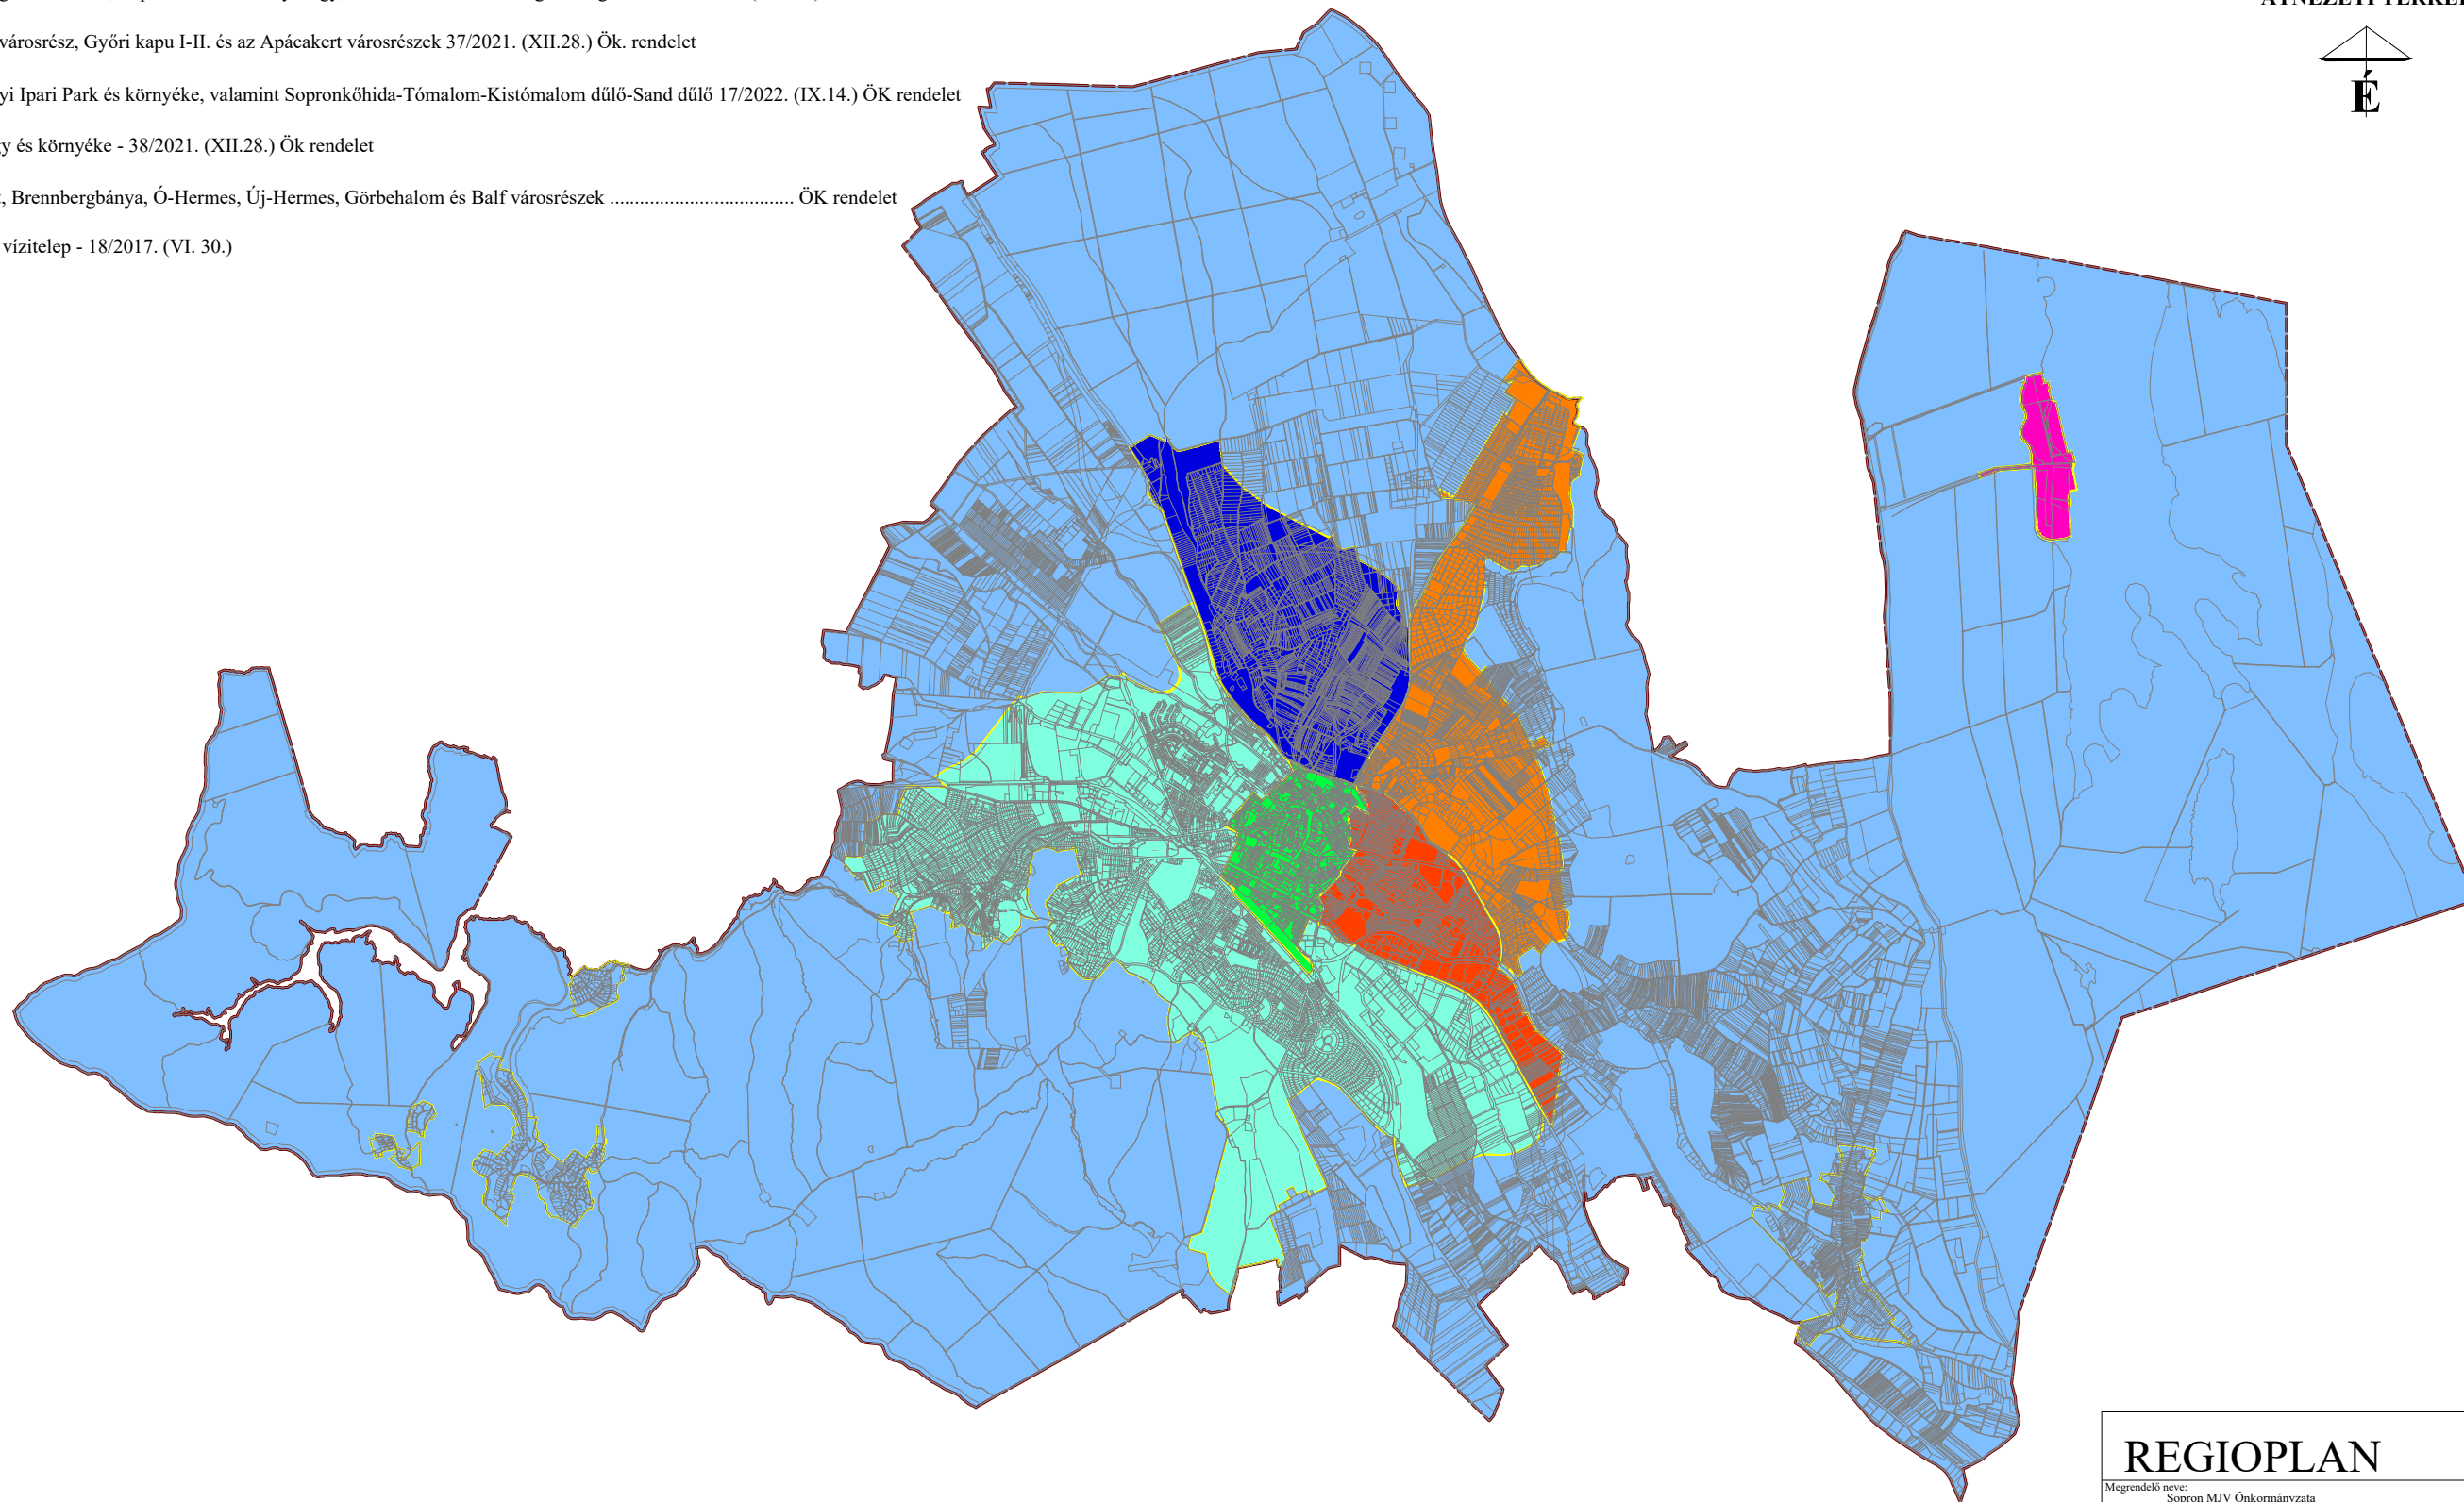 városrész, Győri kapu I-II. és az Apácakert városrészek 37/2021. (XII.28.) Ök. rendelet
yi Ipari Park és környéke, valamint Sopronkőhida-Tómalom-Kistómalom dűlő-Sand dűlő 17/2022. (IX.14.) ÖK rendelet
y és környéke - 38/2021. (XII.28.) Ök rendelet
, Brennbergbánya, Ó-Hermes, Új-Hermes, Görbehalom és Balf városrészek ..................................... ÖK rendelet
vízitelep - 18/2017. (VI. 30.)
É
REGIOPLAN
Megrendelő neve:
Sopron MJV Önkormányzata